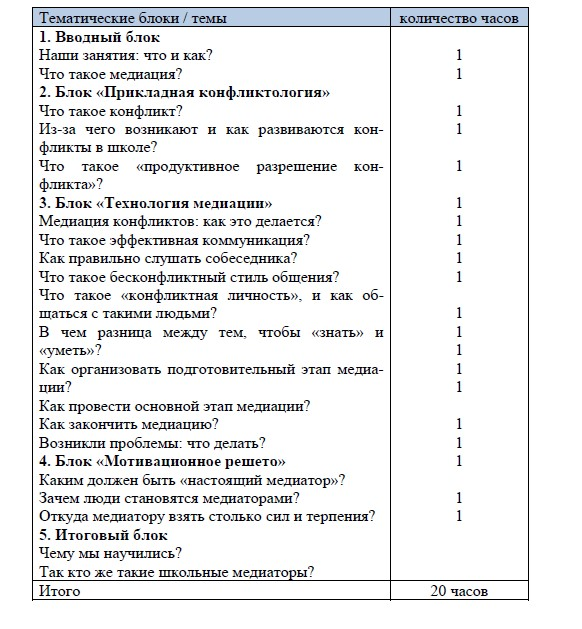 Тематические блоки / темы количество часов
1. Вводный блок
Наши занятия: что и как? 1
Что такое медиация? 1
2. Блок «Прикладная конфликтология»
Что такое конфликт? 1
Из-за чего возникают и как развиваются кон- 1
фликты в школе?
Что такое «продуктивное разрешение кон- 1
фликта»?
3. Блок «Технология медиации» 1
Медиация конфликтов: как это делается? 1
Что такое эффективная коммуникация? 1
Как правильно слушать собеседника? 1
Что такое бесконфликтный стиль общения? 1
Что такое «конфликтная личность», и как об-
щаться с такими людьми? 1
В чем разница между тем, чтобы «знать» и 1
«уметь»? 1
Как организовать подготовительный этап медиа- 1
ции? 1
Как провести основной этап медиации?
Как закончить медиацию? 1
Возникли проблемы: что делать? 1
4. Блок «Мотивационное решето» 1
Каким должен быть «настоящий медиатор»?
Зачем люди становятся медиаторами? 1
Откуда медиатору взять столько сил и терпения? 1
5. Итоговый блок
Чему мы научились?
Так кто же такие школьные медиаторы?
Итого 20 часов